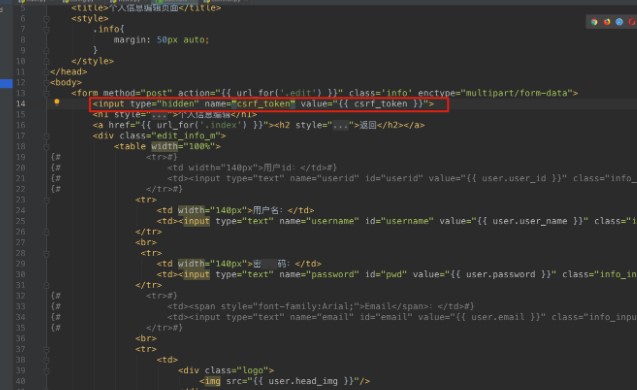 5 <title>个人信息编辑页面</title>
6 <style>
7 .info{
8 margin: 50px auto;
9 }
10 </style>
11 </head>
12 <body>
13 <form method="post" action="{{ url_for('.edit') }}" class='info' enctype="multipart/form-data">
14 <input type="hidden" name="csrf_token" value="{{ csrf_token }}">
15 <h1 style="...">个人信息编辑</h1>
16 <a href="{{ url_for('.index') }}"><h2 style="...">返回</h2></a>
17 <div class="edit_info_m">
18 <table width="100%">
19 {# <tr>#}
20 {# <td width="140px">用户id：</td>#}
21 {# <td><input type="text" name="userid" id="userid" value="{{ user.user_id }}" class="info_
22 {# </tr>#}
23 <tr>
24 <td width="140px">用户名：</td>
25 <td><input type="text" name="username" id="username" value="{{ user.user_name }}" class="i
26 </tr>
27 <br>
28 <tr>
29 <td width="140px">密 码：</td>
30 <td><input type="text" name="password" id="pwd" value="{{ user.password }}" class="info_in
31 </tr>
32 {# <tr>#}
33 {# <td><span style="font-family:Arial;">Email</span>：</td>#}
34 {# <td><input type="text" name="email" id="email" value="{{ user.email }}" class="info_inpu
35 {# </tr>#}
36 <br>
37 <tr>
38 <td>
39 <div class="logo">
40 <img src="{{ user.head_img }}"/>